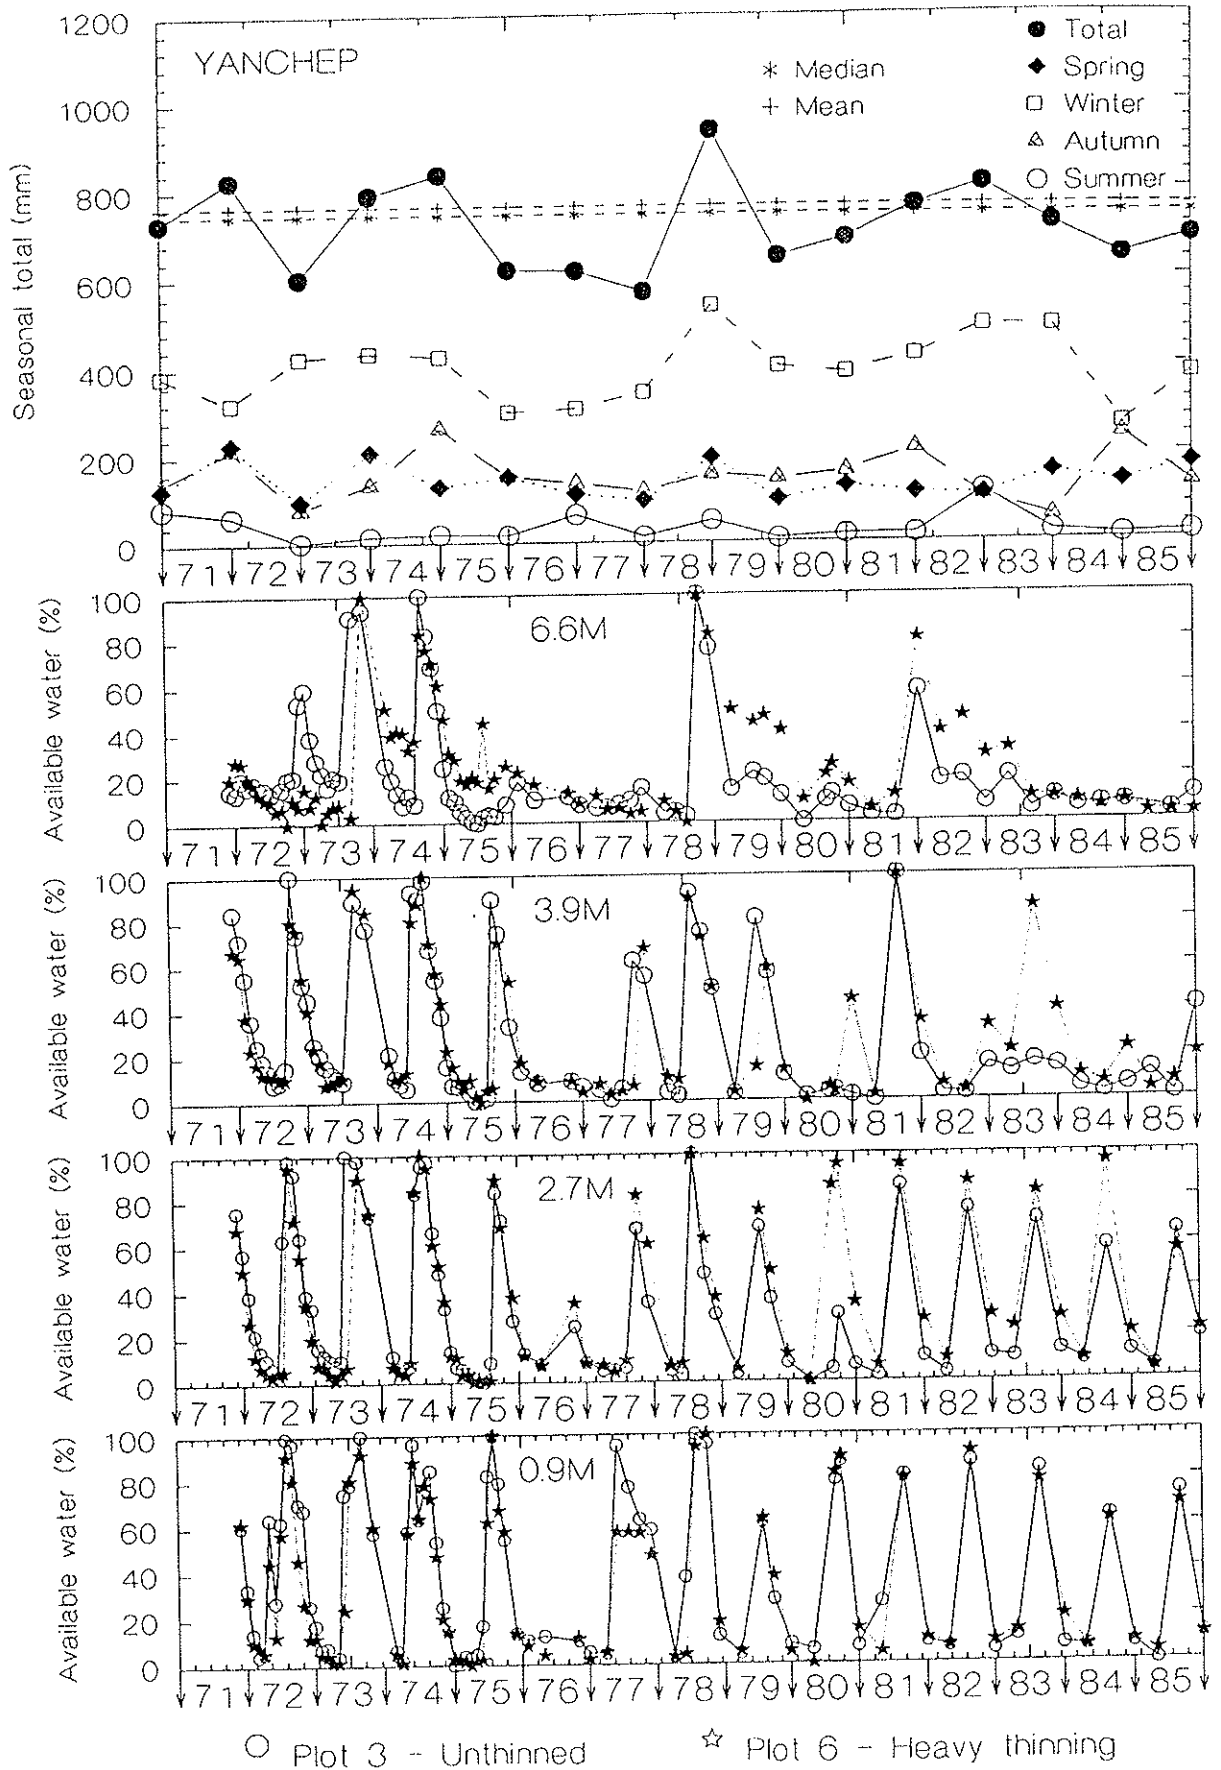 YANCHEP
* Median
+ Mean
● Total
◆ Spring
□ Winter
△ Autumn
○ Summer
Seasonal total (mm)
1200
1000
800
600
400
200
0
71 72 73 74 75 76 77 78 79 80 81 82 83 84 85
6.6M
Available water (%)
100
80
60
40
20
0
71 72 73 74 75 76 77 78 79 80 81 82 83 84 85
3.9M
Available water (%)
100
80
60
40
20
0
71 72 73 74 75 76 77 78 79 80 81 82 83 84 85
2.7M
Available water (%)
100
80
60
40
20
0
71 72 73 74 75 76 77 78 79 80 81 82 83 84 85
0.9M
Available water (%)
100
80
60
40
20
0
71 72 73 74 75 76 77 78 79 80 81 82 83 84 85
○ Plot 3 - Unthinned ☆ Plot 6 - Heavy thinning